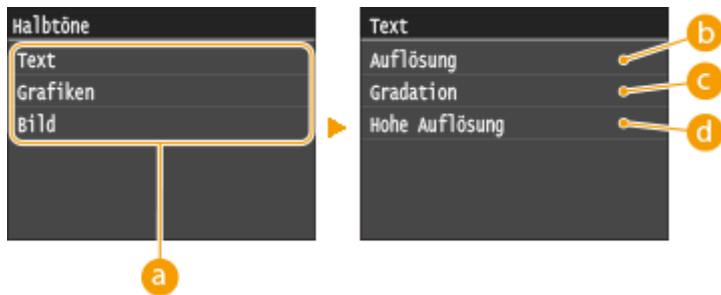 Halbtöne
Text
Grafiken
Bild
a
Text
Auflösung
Gradation
Hohe Auflösung
b
c
d